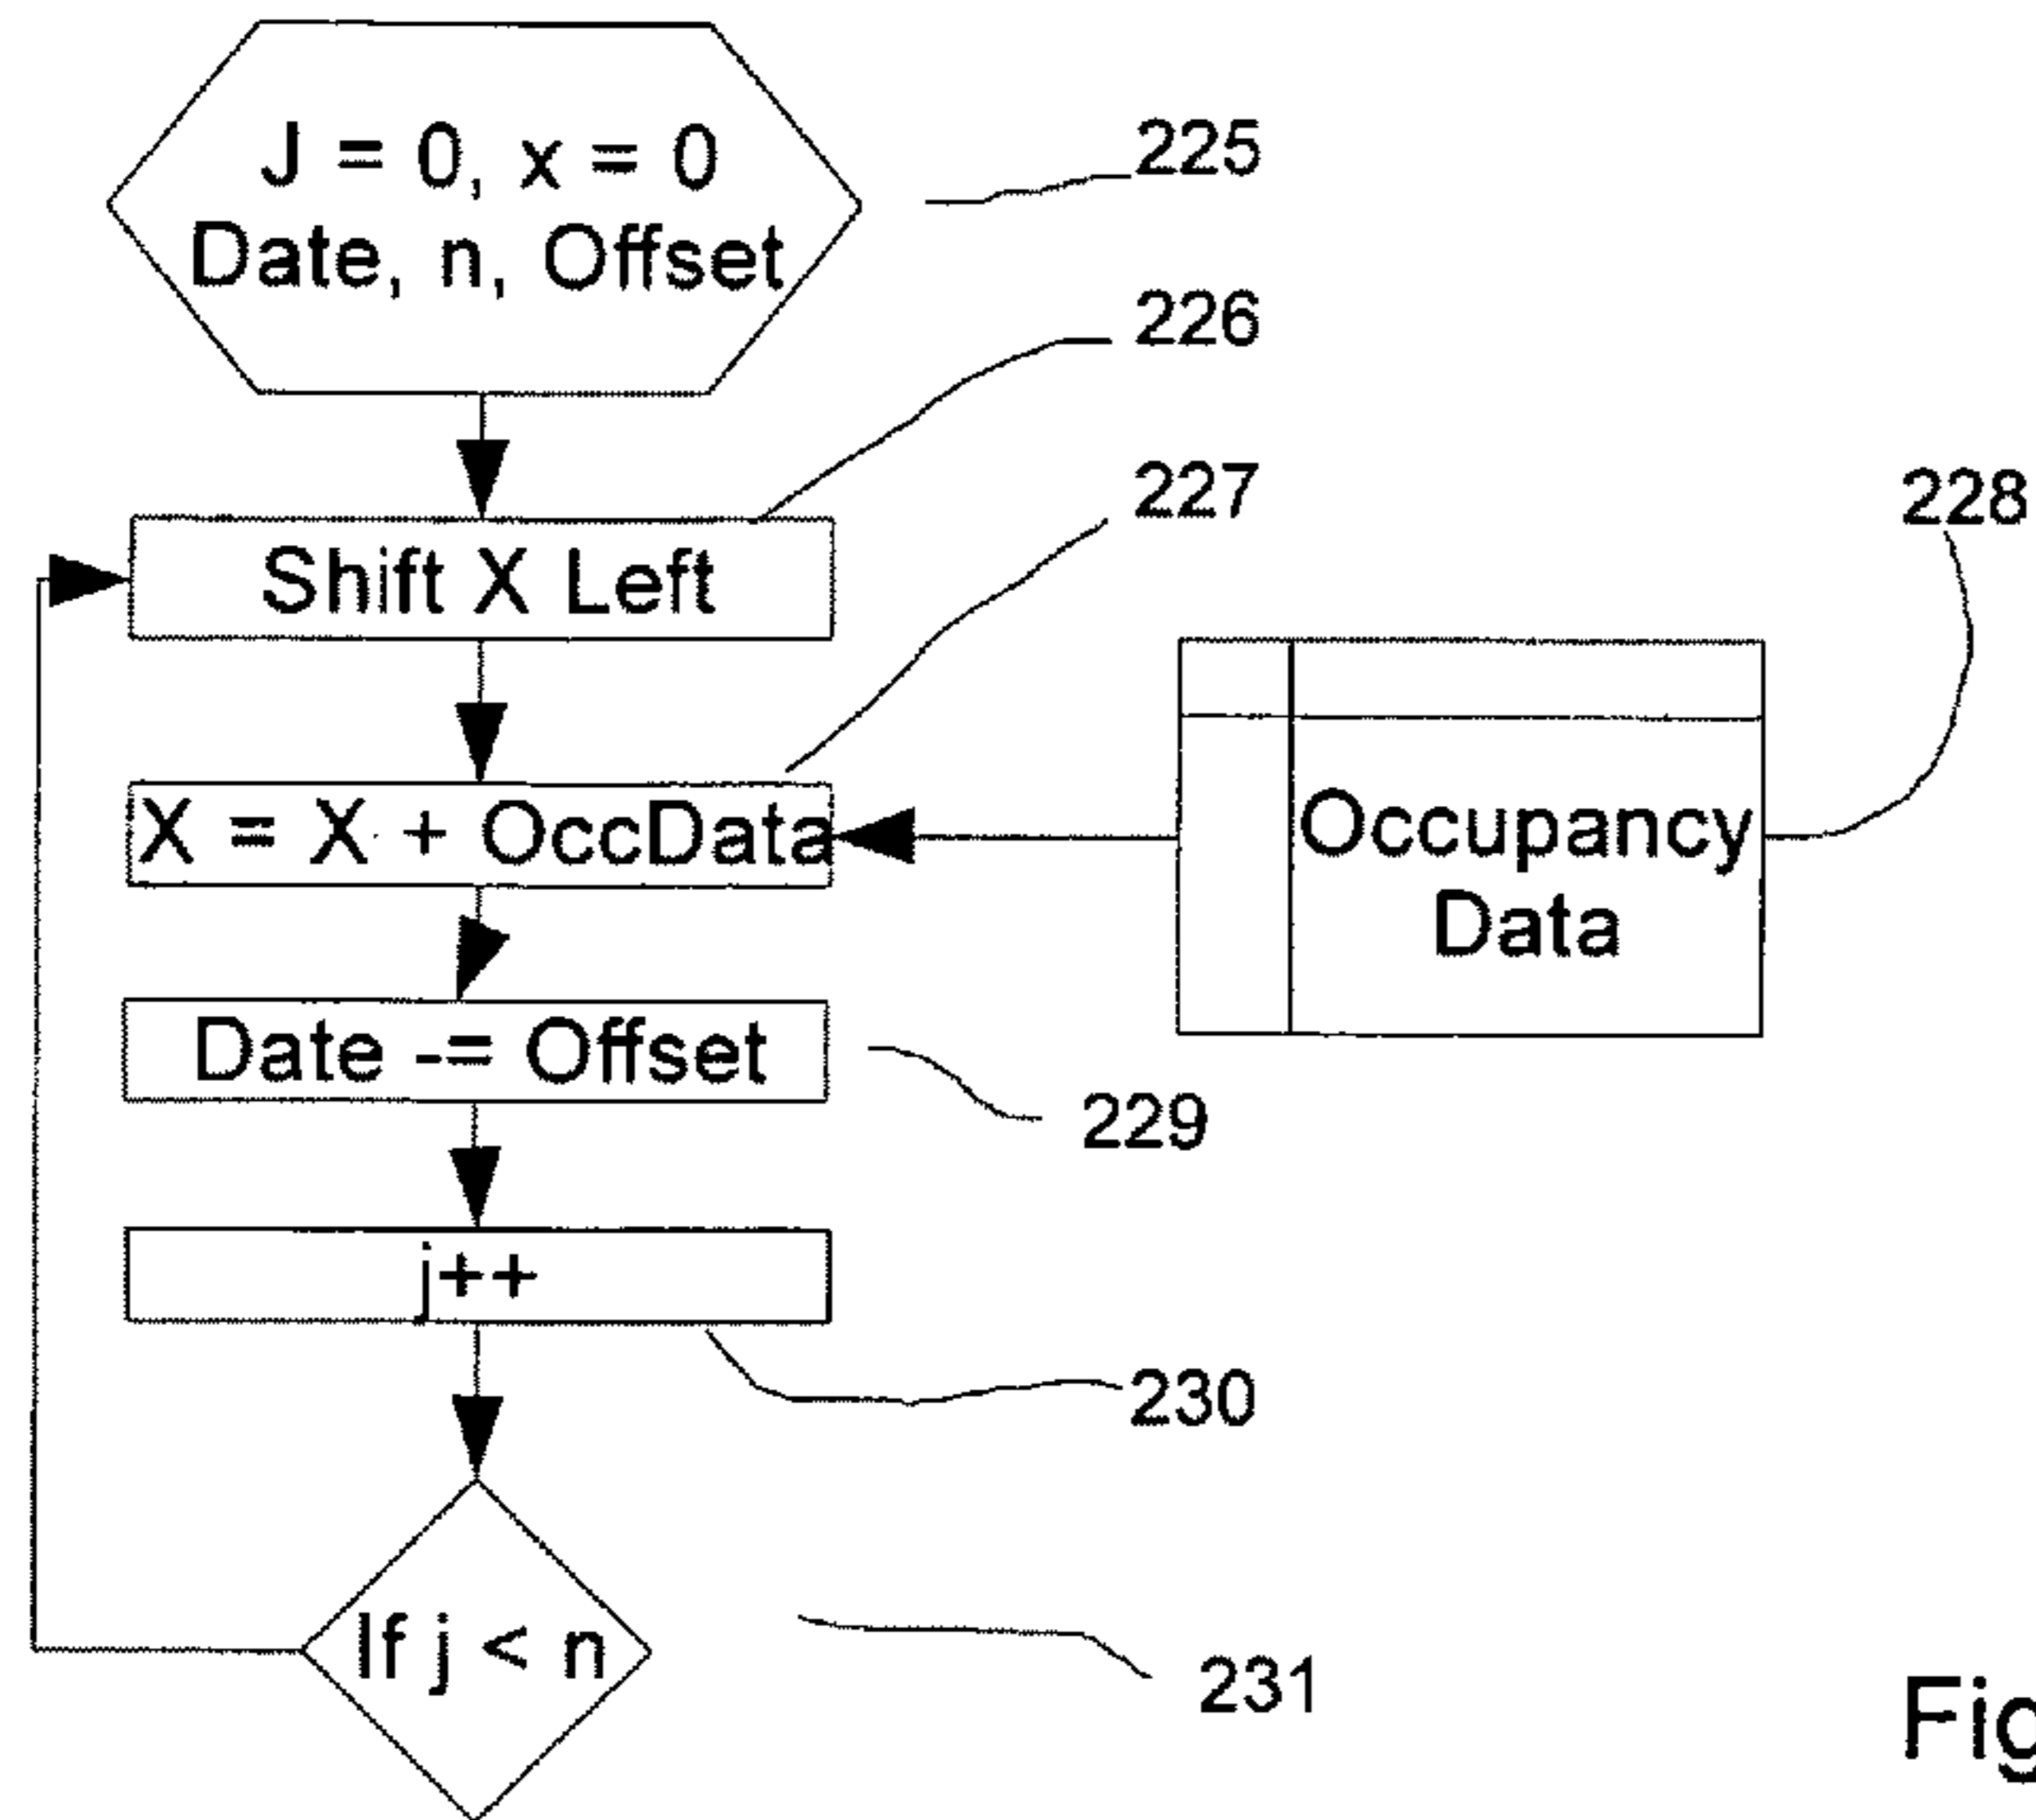 J = 0, x = 0
Date, n, Offset
225
226
Shift X Left
227
228
X = X + OccData
Occupancy
Data
Date -= Offset
229
j++
230
If j < n
231
Fig